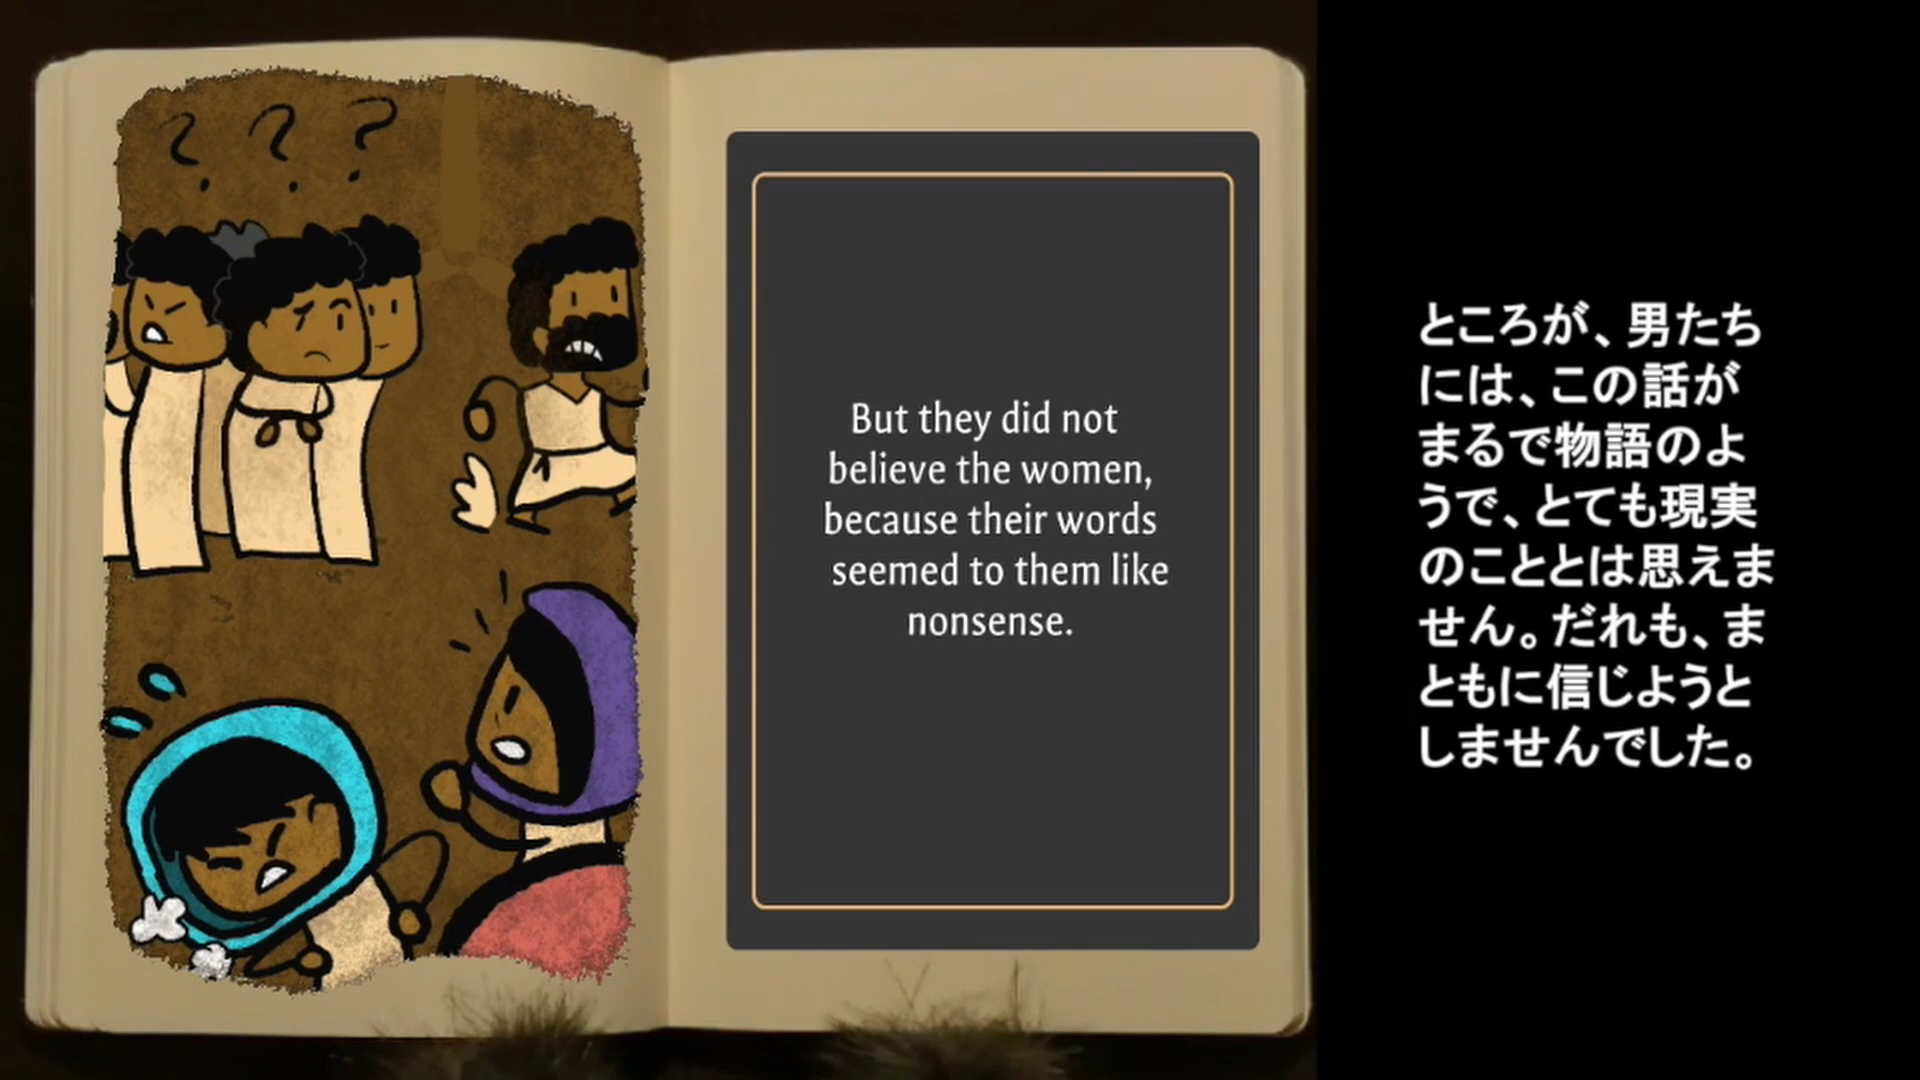 ? ? ?
But they did not
believe the women,
because their words
seemed to them like
nonsense.
ところが、男たち
には、この話が
まるで物語のよ
うで、とても現実
のこととは思えま
せん。だれも、ま
ともに信じようと
しませんでした。